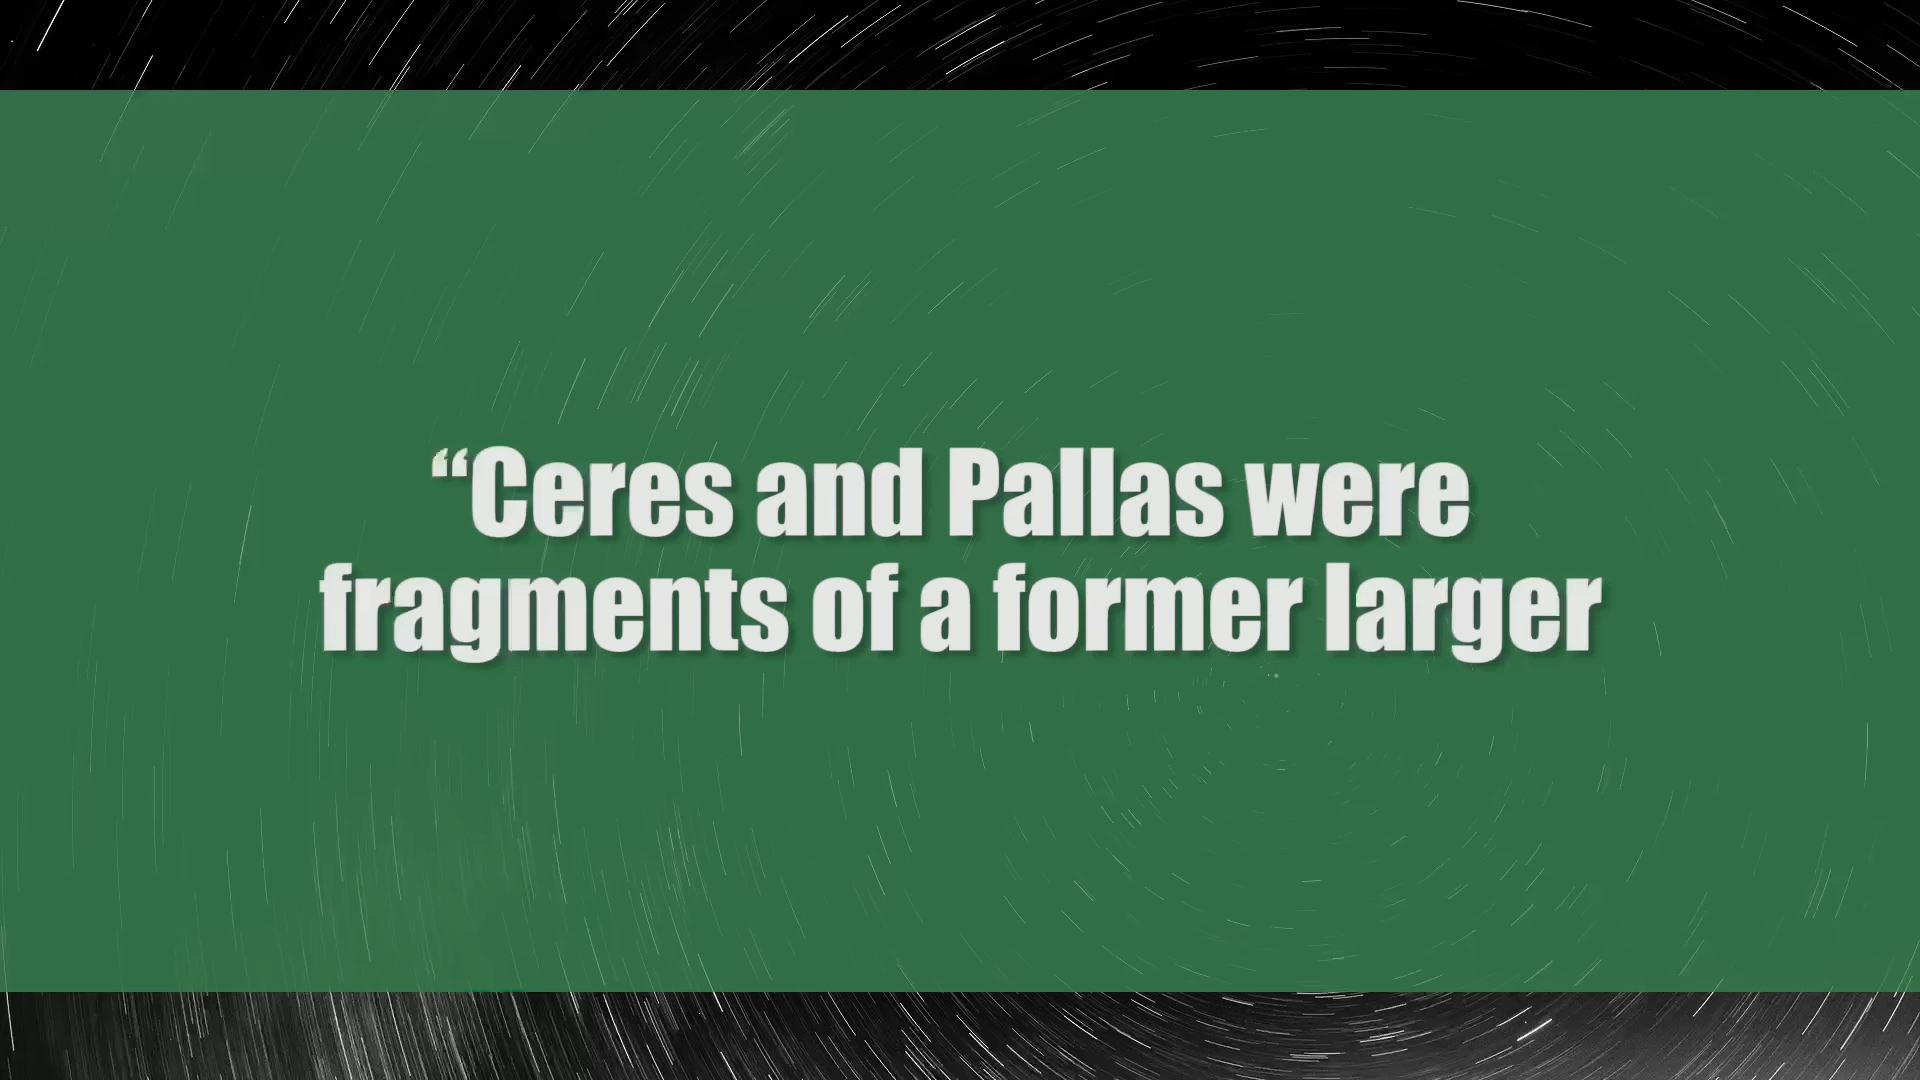 “Ceres and Pallas were
fragments of a former larger